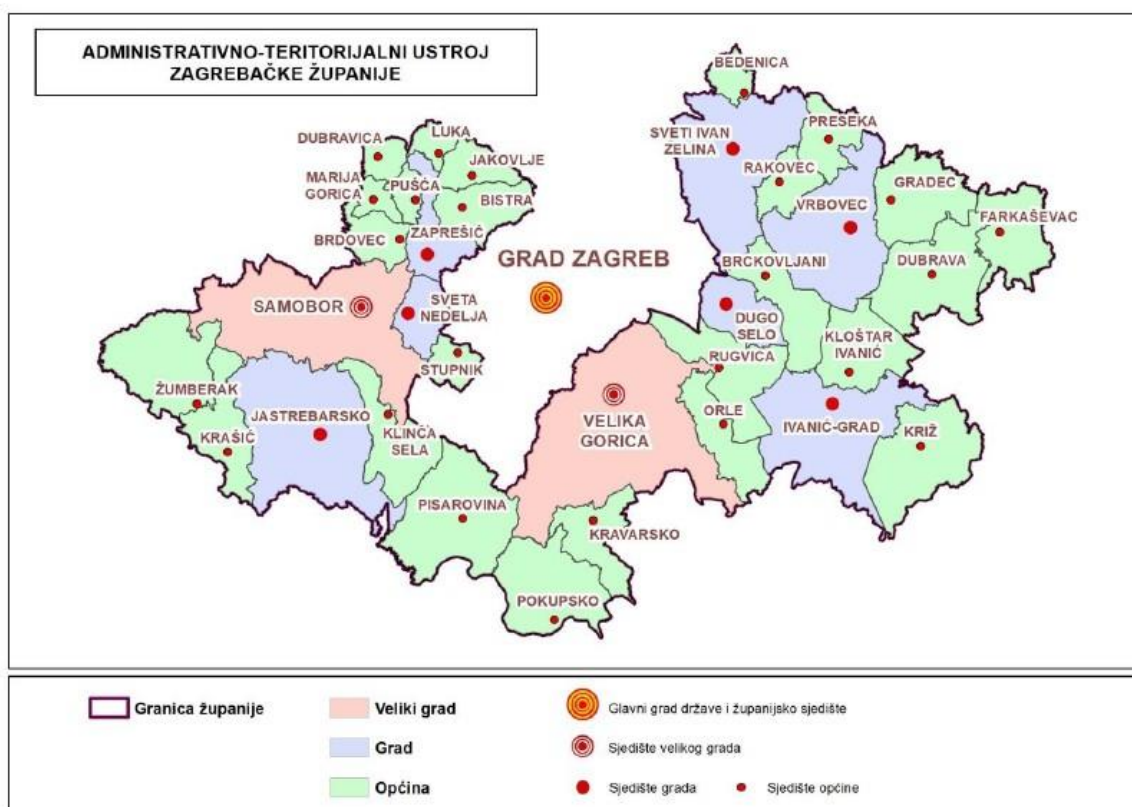 ADMINISTRATIVNO-TERITORIJALNI USTROJ
ZAGREBAČKE ŽUPANIJE
BEDENICA
DUBRAVICA
LUKA
SVETI IVAN
ZELINA
PRESEKA
JAKOVLJE
MARIJA
GORICA
PUŠĆA
RAKOVEC
BISTRA
GRADEC
VRBOVEC
FARKAŠEVAC
BRDOVEC
ZAPREŠIĆ
GRAD ZAGREB
BRCKOVLJANI
DUBRAVA
SAMOBOR
SVETA
NEDELJA
DUGO
SELO
KLOŠTAR
IVANIĆ
STUPNIK
RUGVICA
ŽUMBERAK
JASTREBARSKO
KLINČA
SELA
VELIKA
GORICA
ORLE
IVANIĆ-GRAD
KRIŽ
KRAŠIĆ
PISAROVINA
KRAVARSKO
POKUPSKO
Granica županije
Veliki grad
Glavni grad države i županijsko sjedište
Grad
Sjedište velikog grada
Općina
Sjedište grada
Sjedište općine